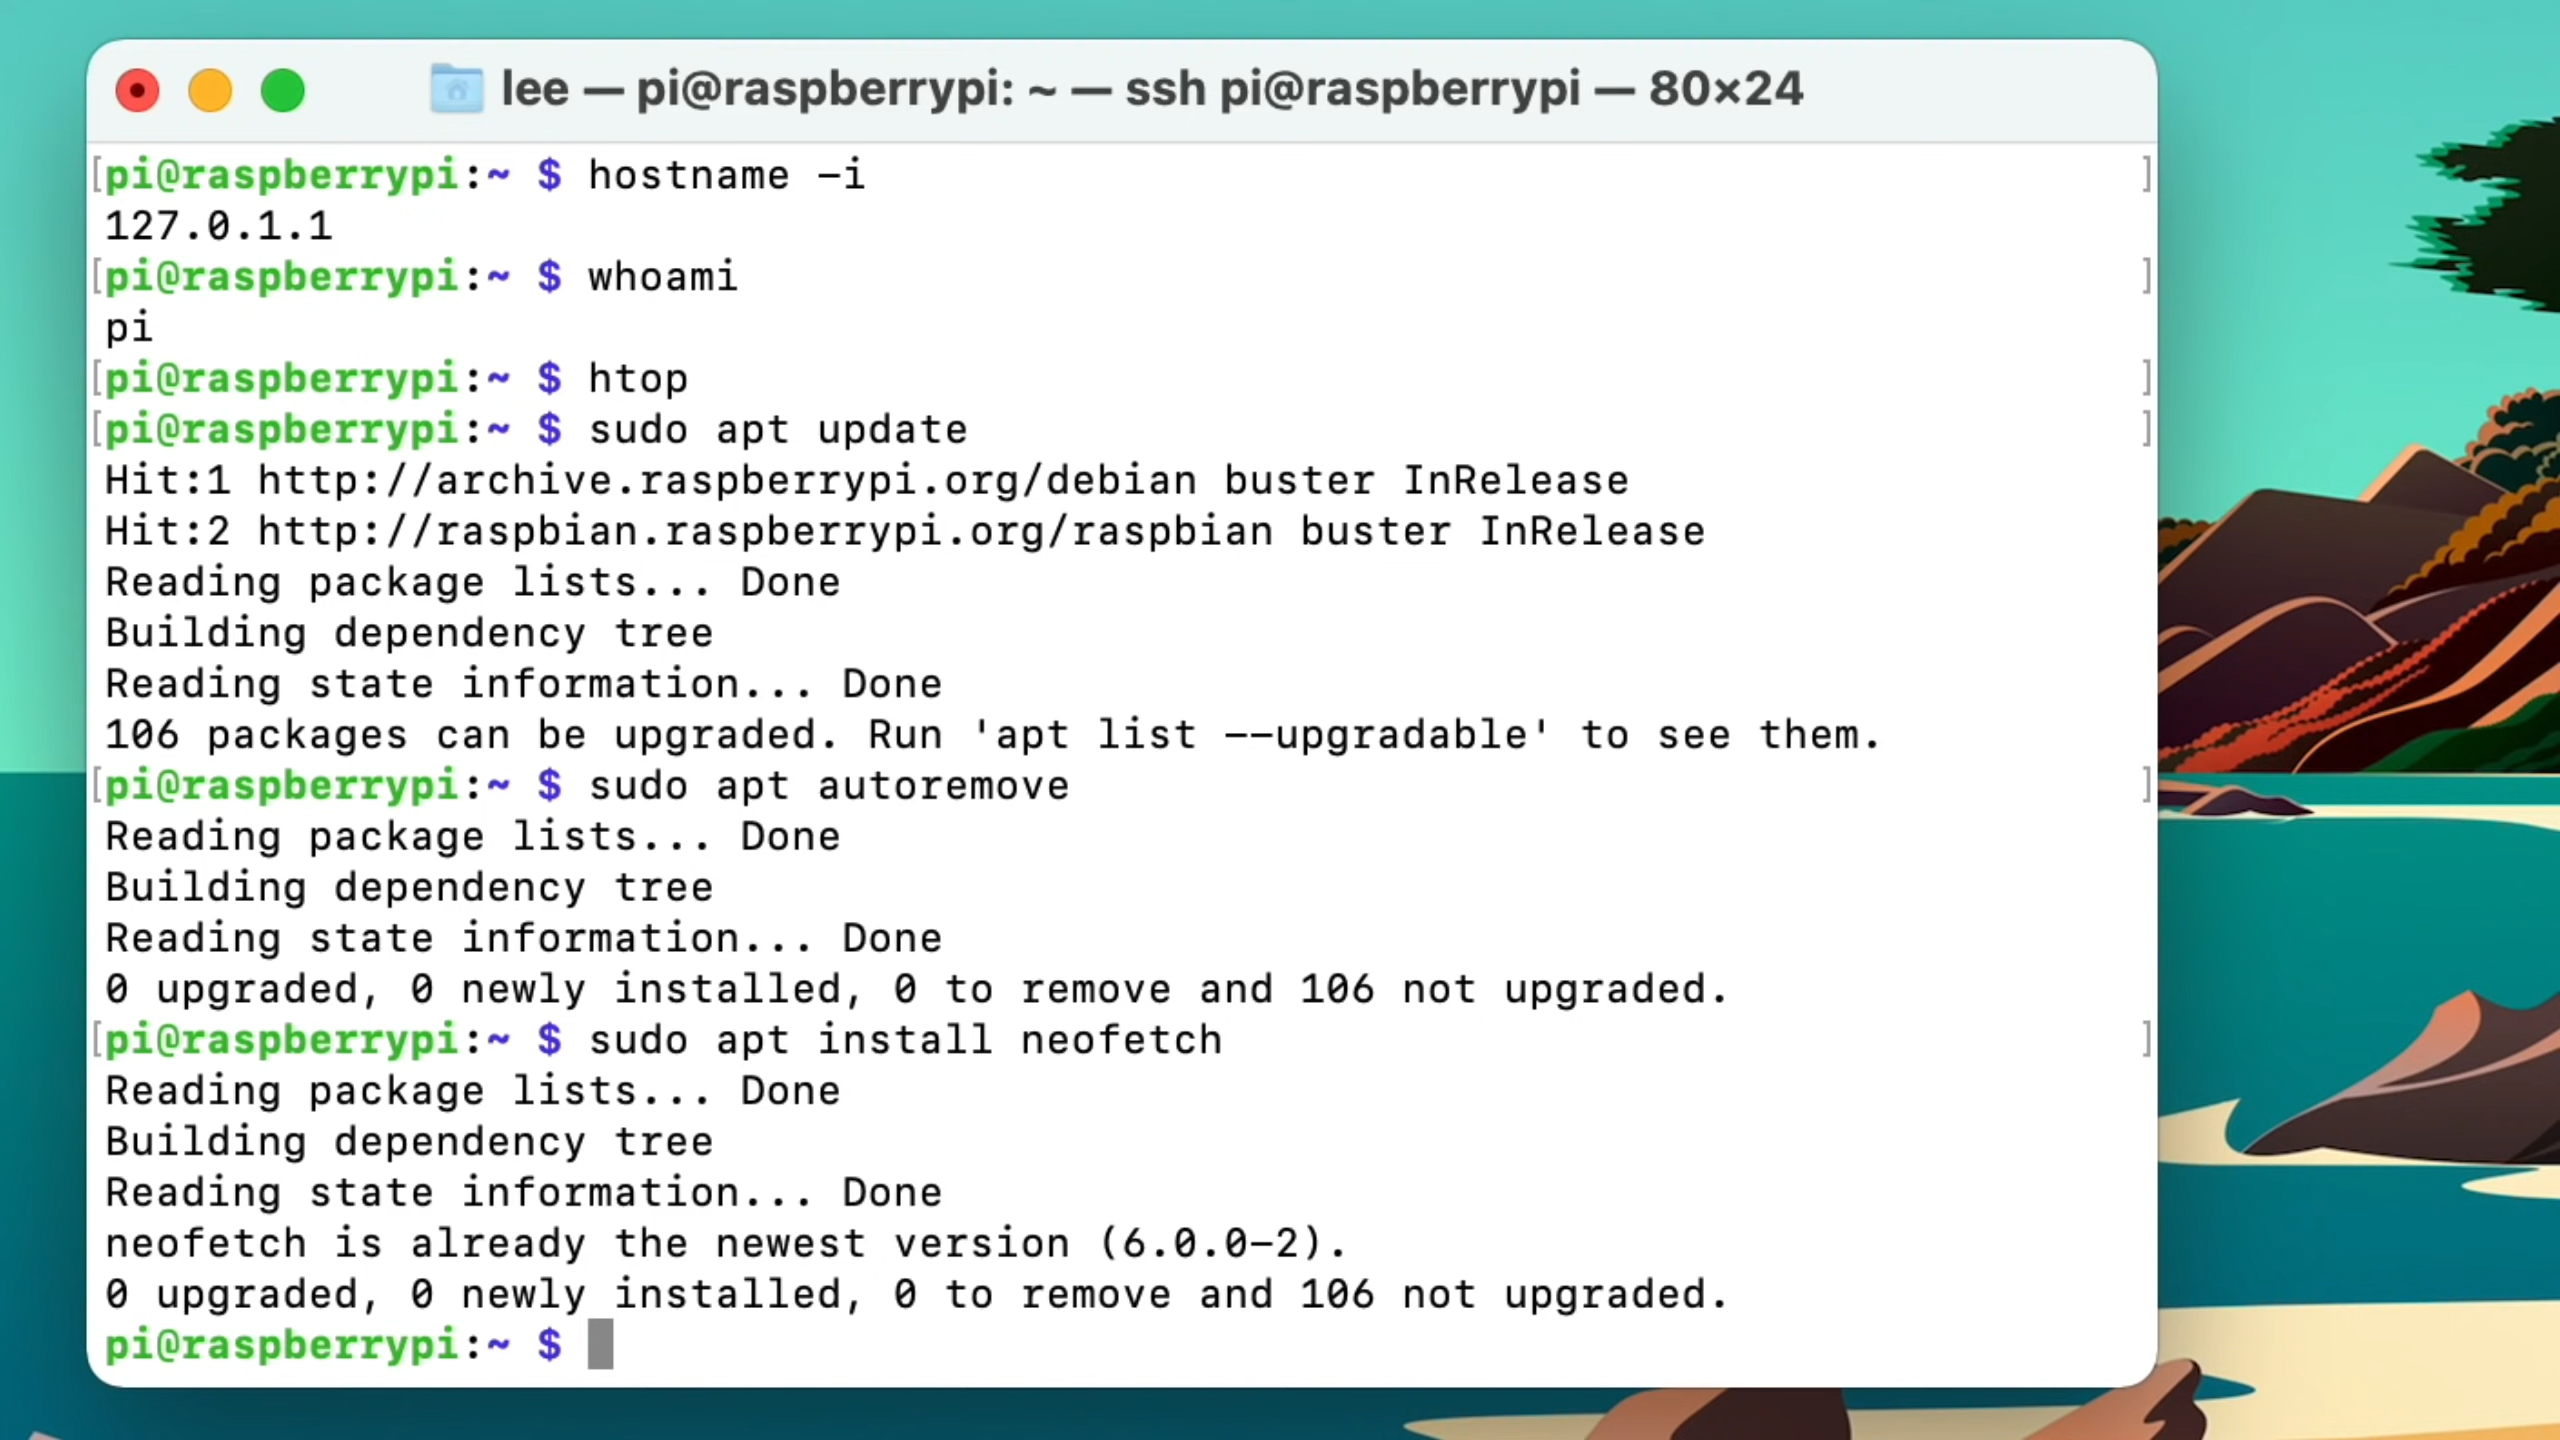 lee — pi@raspberrypi: ~ — ssh pi@raspberrypi — 80×24
[pi@raspberrypi:~ $ hostname -i ]
127.0.1.1
[pi@raspberrypi:~ $ whoami ]
pi
[pi@raspberrypi:~ $ htop ]
[pi@raspberrypi:~ $ sudo apt update ]
Hit:1 http://archive.raspberrypi.org/debian buster InRelease
Hit:2 http://raspbian.raspberrypi.org/raspbian buster InRelease
Reading package lists... Done
Building dependency tree
Reading state information... Done
106 packages can be upgraded. Run 'apt list --upgradable' to see them.
[pi@raspberrypi:~ $ sudo apt autoremove ]
Reading package lists... Done
Building dependency tree
Reading state information... Done
0 upgraded, 0 newly installed, 0 to remove and 106 not upgraded.
[pi@raspberrypi:~ $ sudo apt install neofetch ]
Reading package lists... Done
Building dependency tree
Reading state information... Done
neofetch is already the newest version (6.0.0-2).
0 upgraded, 0 newly installed, 0 to remove and 106 not upgraded.
pi@raspberrypi:~ $